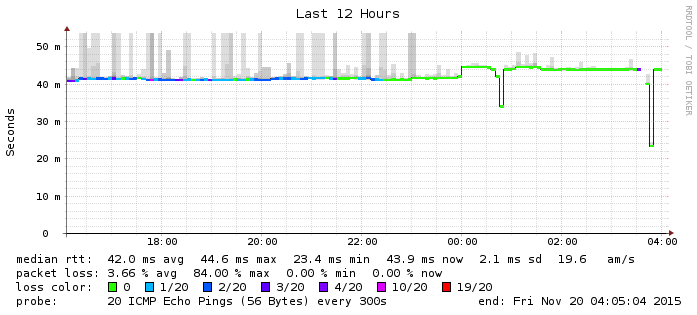 Last 12 Hours
RRDTOOL / TOBI OETIKER
Seconds
50 m
40 m
30 m
20 m
10 m
0
18:00 20:00 22:00 00:00 02:00 04:00
median rtt: 42.0 ms avg 44.6 ms max 23.4 ms min 43.9 ms now 2.1 ms sd 19.6 am/s
packet loss: 3.66 % avg 84.00 % max 0.00 % min 0.00 % now
loss color: 0 1/20 2/20 3/20 4/20 10/20 19/20
probe: 20 ICMP Echo Pings (56 Bytes) every 300s end: Fri Nov 20 04:05:04 2015